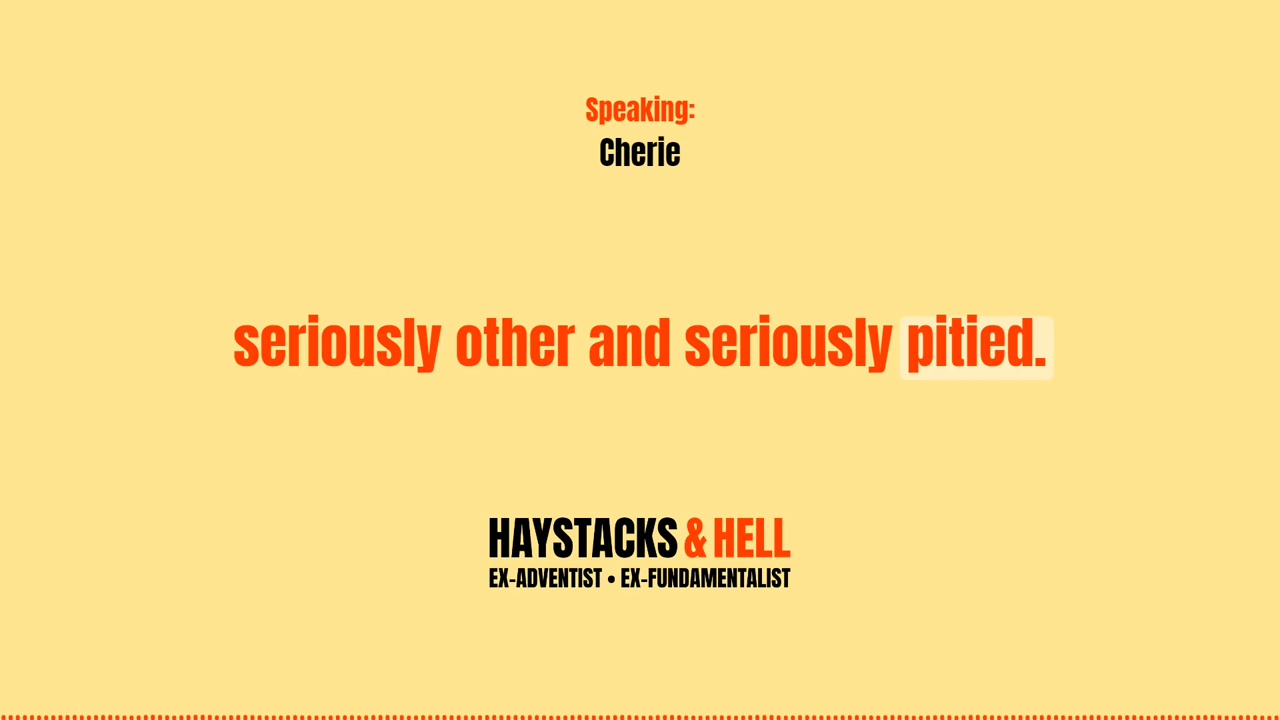 Speaking:
Cherie
seriously other and seriously pitied.
HAYSTACKS & HELL
EX-ADVENTIST • EX-FUNDAMENTALIST